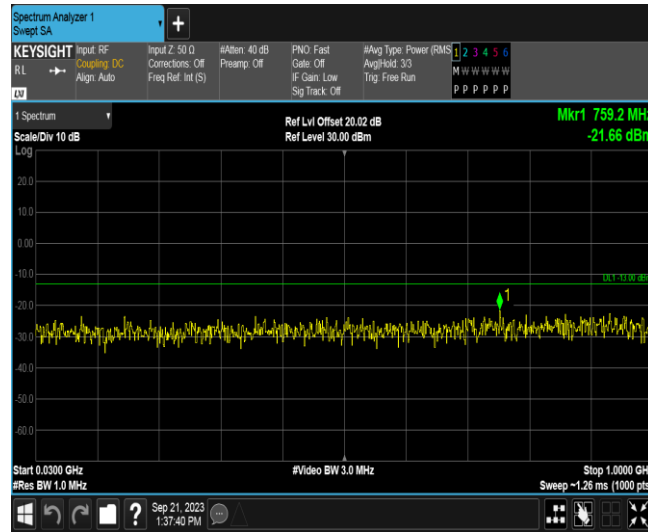 Spectrum Analyzer 1
Swept SA
+
KEYSIGHT Input: RF Input Z: 50 Ω #Atten: 40 dB PNO: Fast #Avg Type: Power (RMS 1 2 3 4 5 6
RL Coupling: DC Corrections: Off Preamp: Off Gate: Off Avg|Hold: 3/3 M W W W W W
Align: Auto Freq Ref: Int (S) IF Gain: Low Trig: Free Run
LXI Sig Track: Off P P P P P P
1 Spectrum Ref Lvl Offset 20.02 dB Mkr1 759.2 MHz
Scale/Div 10 dB Ref Level 30.00 dBm -21.66 dBm
Log
20.0
10.0
0.00
-10.0
DL1 -13.00 dBm
1
-20.0
-30.0
-40.0
-50.0
-60.0
Start 0.0300 GHz #Video BW 3.0 MHz Stop 1.0000 GH
#Res BW 1.0 MHz Sweep ~1.26 ms (1000 pts
? Sep 21, 2023
1:37:40 PM